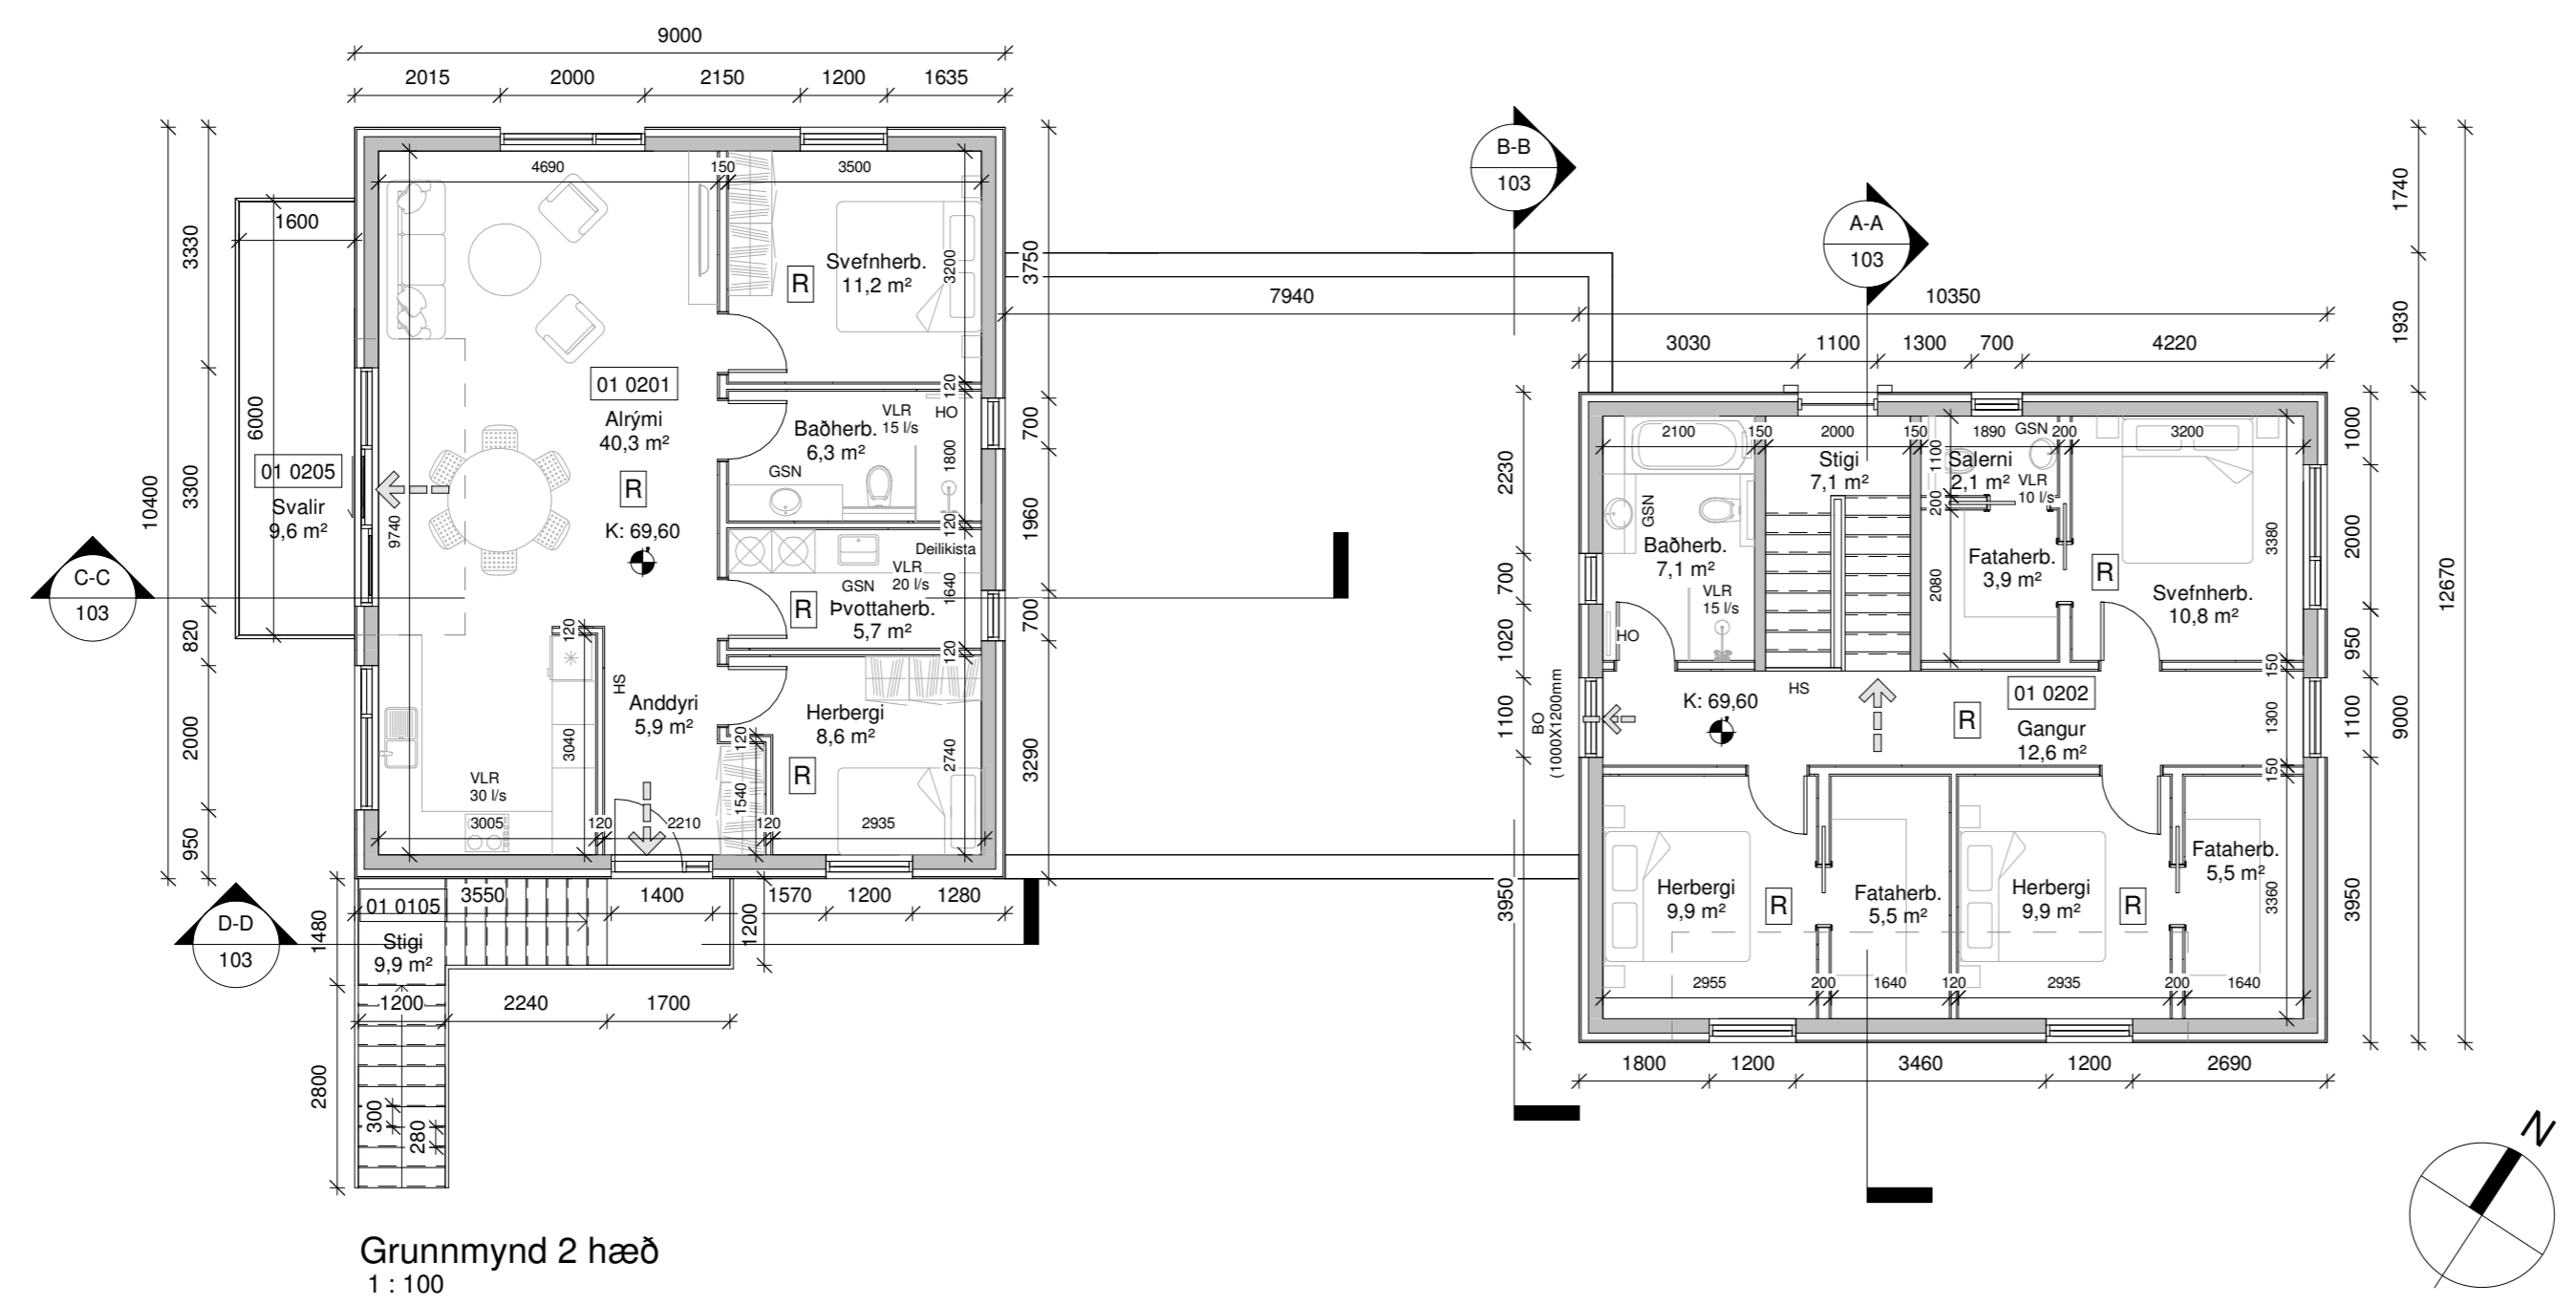 9000
2015 2000 2150 1200 1635
4690 150 3500
10400
3330 3300 820 2000 950
1600
6000
01 0205
Svalir
9,6 m²
9740
01 0201
Alrými
40,3 m²
R
K: 69,60
R
Svefnherb.
11,2 m²
3200
120
Baðherb.
6,3 m²
VLR
15 l/s
HO
GSN
1800
120
Deilikista
VLR
20 l/s
GSN
1640
R
Þvottaherb.
5,7 m²
120
Herbergi
8,6 m²
2740
R
120
HS
Anddyri
5,9 m²
3040
120
1540
VLR
30 l/s
3005 120 2210 120 2935
3750 700 1960 700 3290
3550 1400 1570 1200 1280
01 0105
Stigi
9,9 m²
1200
1480
2800
1200 2240 1700
300
280
C-C
103
D-D
103
B-B
103
A-A
103
7940
10350
3030 1100 1300 700 4220
2100 150 2000 150 1890 200 3200
2230 700 1020 1100 3950
BO
(1000X1200mm
GSN
Baðherb.
7,1 m²
VLR
15 l/s
HO
Stigi
7,1 m²
1100
Salerni
2,1 m²
GSN
VLR
10 l/s
200
Fataherb.
3,9 m²
2080
R
Svefnherb.
10,8 m²
3380
150
K: 69,60
HS
R
01 0202
Gangur
12,6 m²
1300
150
Herbergi
9,9 m²
R
Fataherb.
5,5 m²
Herbergi
9,9 m²
R
Fataherb.
5,5 m²
3360
2955 200 1640 120 2935 200 1640
1800 1200 3460 1200 2690
1000 2000 950 1100 3950
1740 1930 9000
12670
N
Grunnmynd 2 hæð
1 : 100